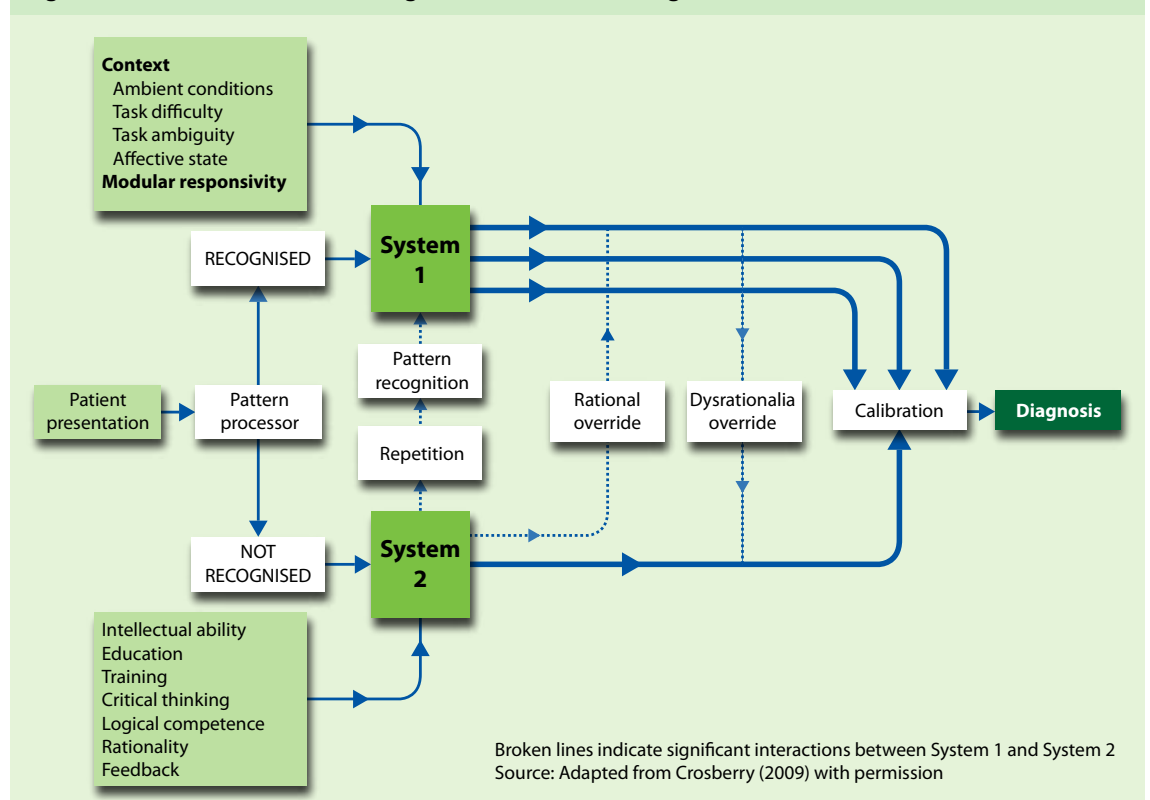 Context
Ambient conditions
Task difficulty
Task ambiguity
Affective state
Modular responsivity
RECOGNISED
System
1
Pattern
recognition
Patient
presentation
Pattern
processor
Repetition
Rational
override
Dysrationalia
override
Calibration
Diagnosis
NOT
RECOGNISED
System
2
Intellectual ability
Education
Training
Critical thinking
Logical competence
Rationality
Feedback
Broken lines indicate significant interactions between System 1 and System 2
Source: Adapted from Crosberry (2009) with permission